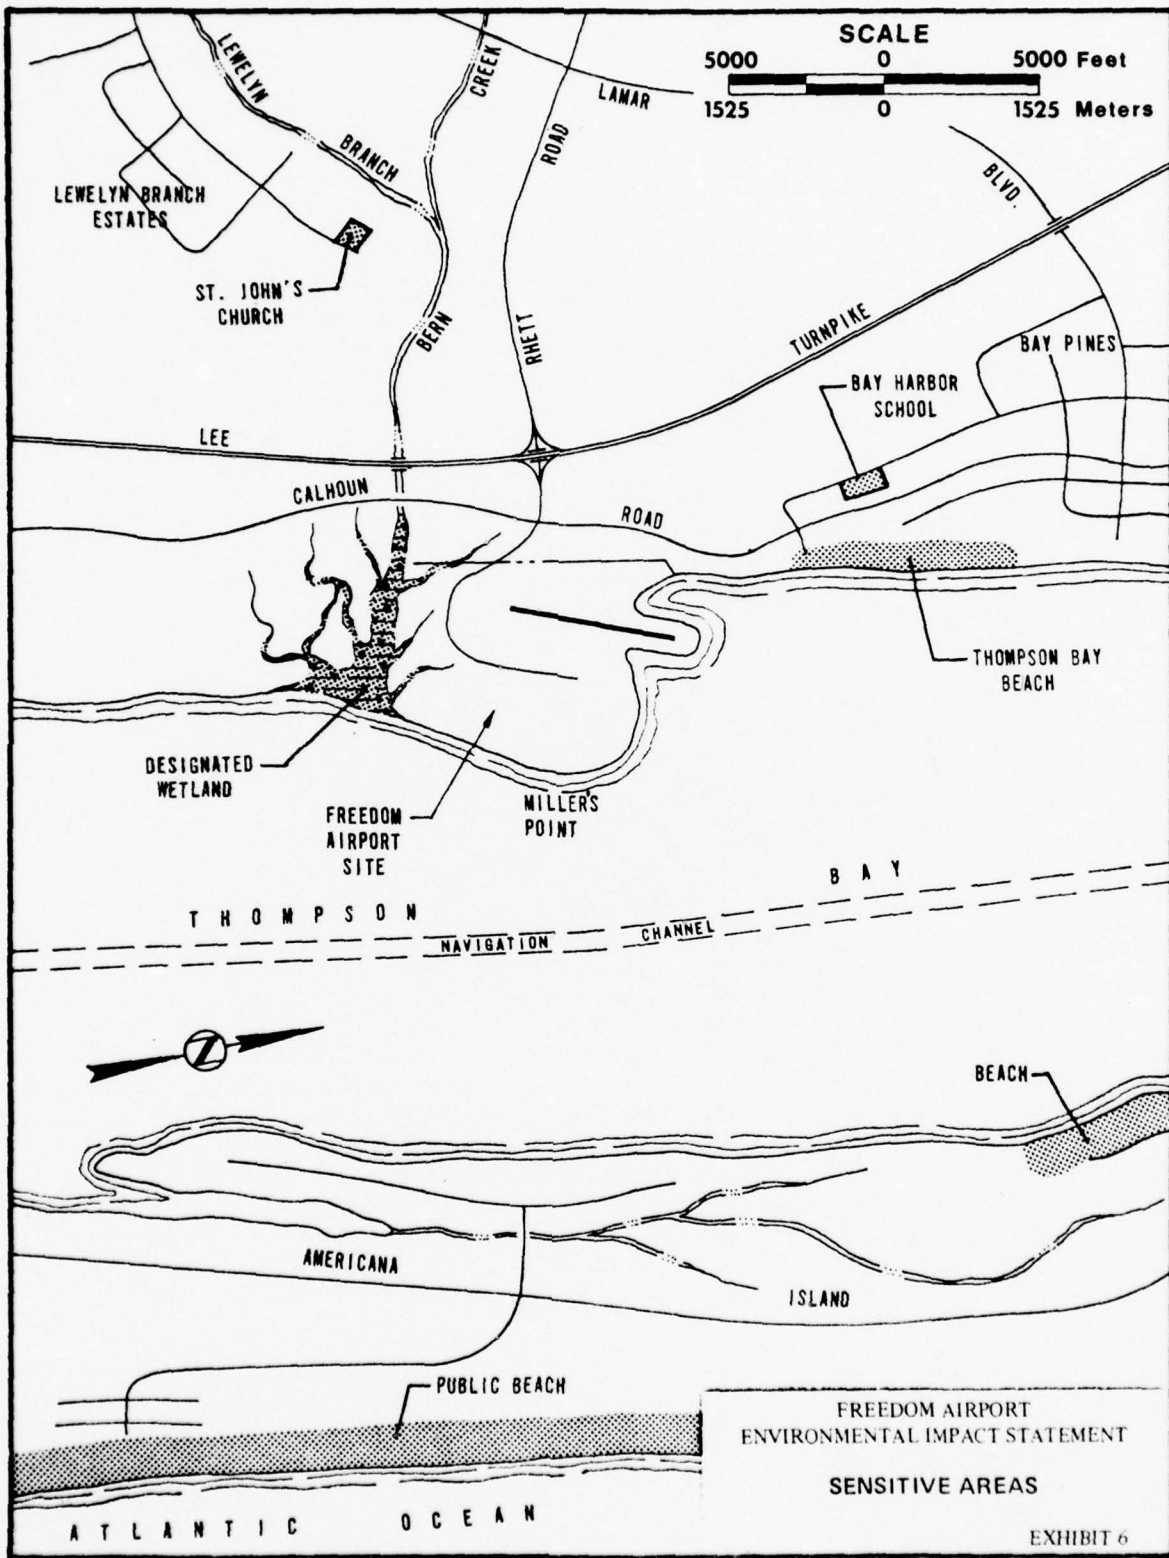 SCALE
5000 0 5000 Feet
1525 0 1525 Meters
LEWELYN
BRANCH
CREEK
LAMAR
ROAD
BLVD.
LEWELYN BRANCH
ESTATES
ST. JOHN'S
CHURCH
BERN
RHETT
TURNPIKE
BAY PINES
BAY HARBOR
SCHOOL
LEE
CALHOUN
ROAD
THOMPSON BAY
BEACH
DESIGNATED
WETLAND
FREEDOM
AIRPORT
SITE
MILLER'S
POINT
THOMPSON BAY
NAVIGATION CHANNEL
Z
BEACH
AMERICANA
ISLAND
PUBLIC BEACH
ATLANTIC OCEAN
FREEDOM AIRPORT
ENVIRONMENTAL IMPACT STATEMENT
SENSITIVE AREAS
EXHIBIT 6